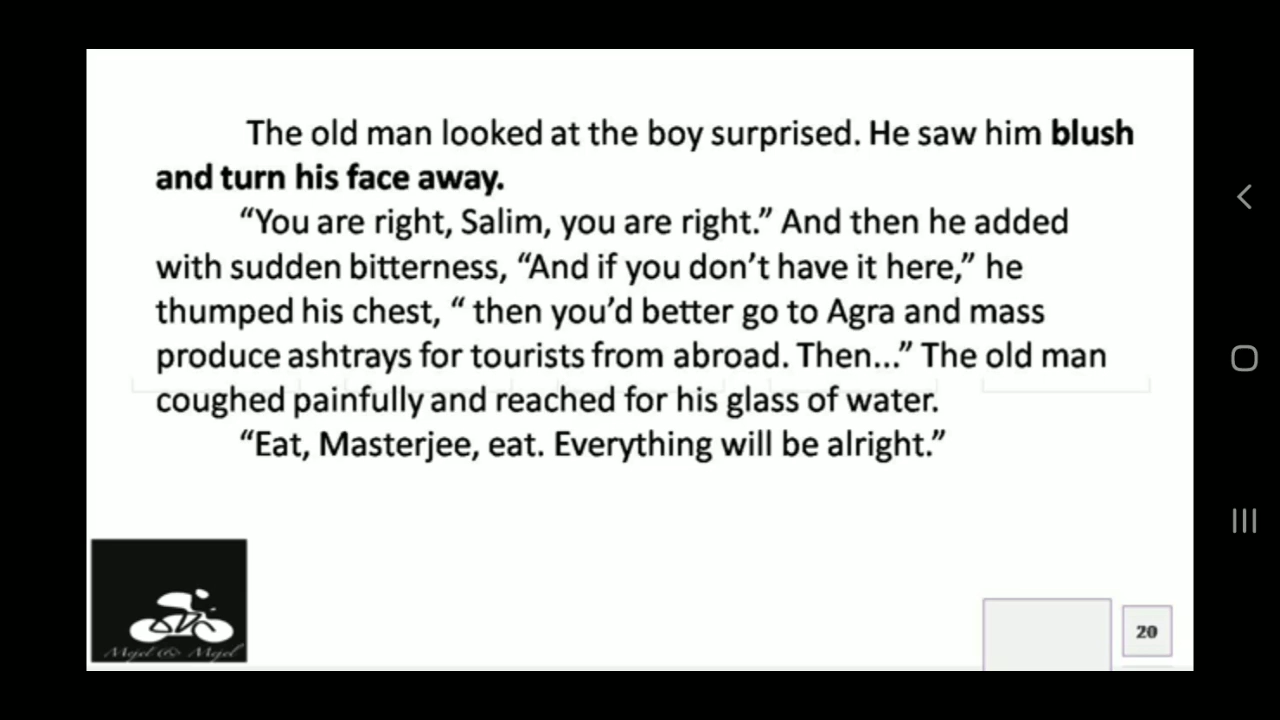 The old man looked at the boy surprised. He saw him blush
and turn his face away.
“You are right, Salim, you are right.” And then he added
with sudden bitterness, “And if you don’t have it here,” he
thumped his chest, “ then you’d better go to Agra and mass
produce ashtrays for tourists from abroad. Then...” The old man
coughed painfully and reached for his glass of water.
“Eat, Masterjee, eat. Everything will be alright.”
20